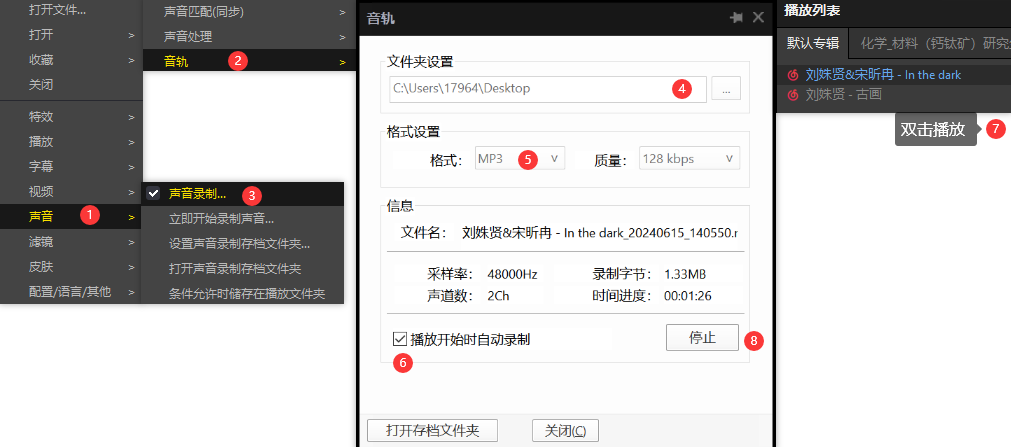 打开文件...
打开 >
收藏 >
关闭
特效 >
播放 >
字幕 >
视频 >
声音 1 >
滤镜 >
皮肤 >
配置/语言/其他 >
声音匹配(同步) >
声音处理 >
音轨 2 >
声音录制... 3
立即开始录制声音...
设置声音录制存档文件夹...
打开声音录制存档文件夹
条件允许时储存在播放文件夹
音轨
文件夹设置
C:\Users\17964\Desktop 4 ...
格式设置
格式: MP3 5 质量: 128 kbps
信息
文件名: 刘姝贤&宋昕冉 - In the dark_20240615_140550.r
采样率: 48000Hz 录制字节: 1.33MB
声道数: 2Ch 时间进度: 00:01:26
播放开始时自动录制 停止 8
6
打开存档文件夹 关闭(C)
播放列表
默认专辑 化学_材料（钙钛矿）研究
刘姝贤&宋昕冉 - In the dark
刘姝贤 - 古画
双击播放 7